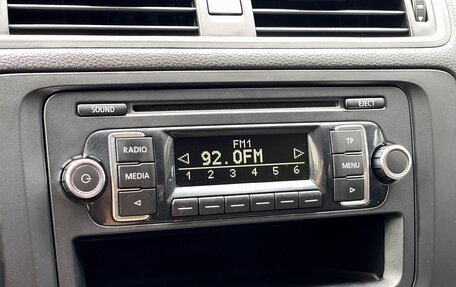 SOUND
EJECT
FM1
RADIO
TP
92.0FM
MEDIA
MENU
1 2 3 4 5 6